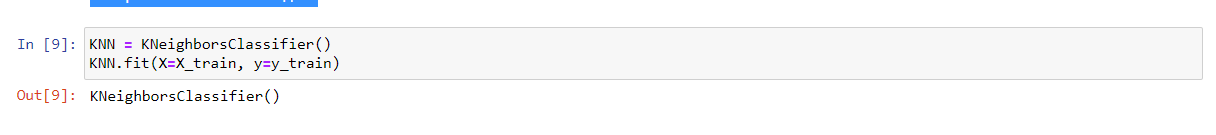 In [9]: KNN = KNeighborsClassifier()
KNN.fit(X=X_train, y=y_train)
Out[9]: KNeighborsClassifier()